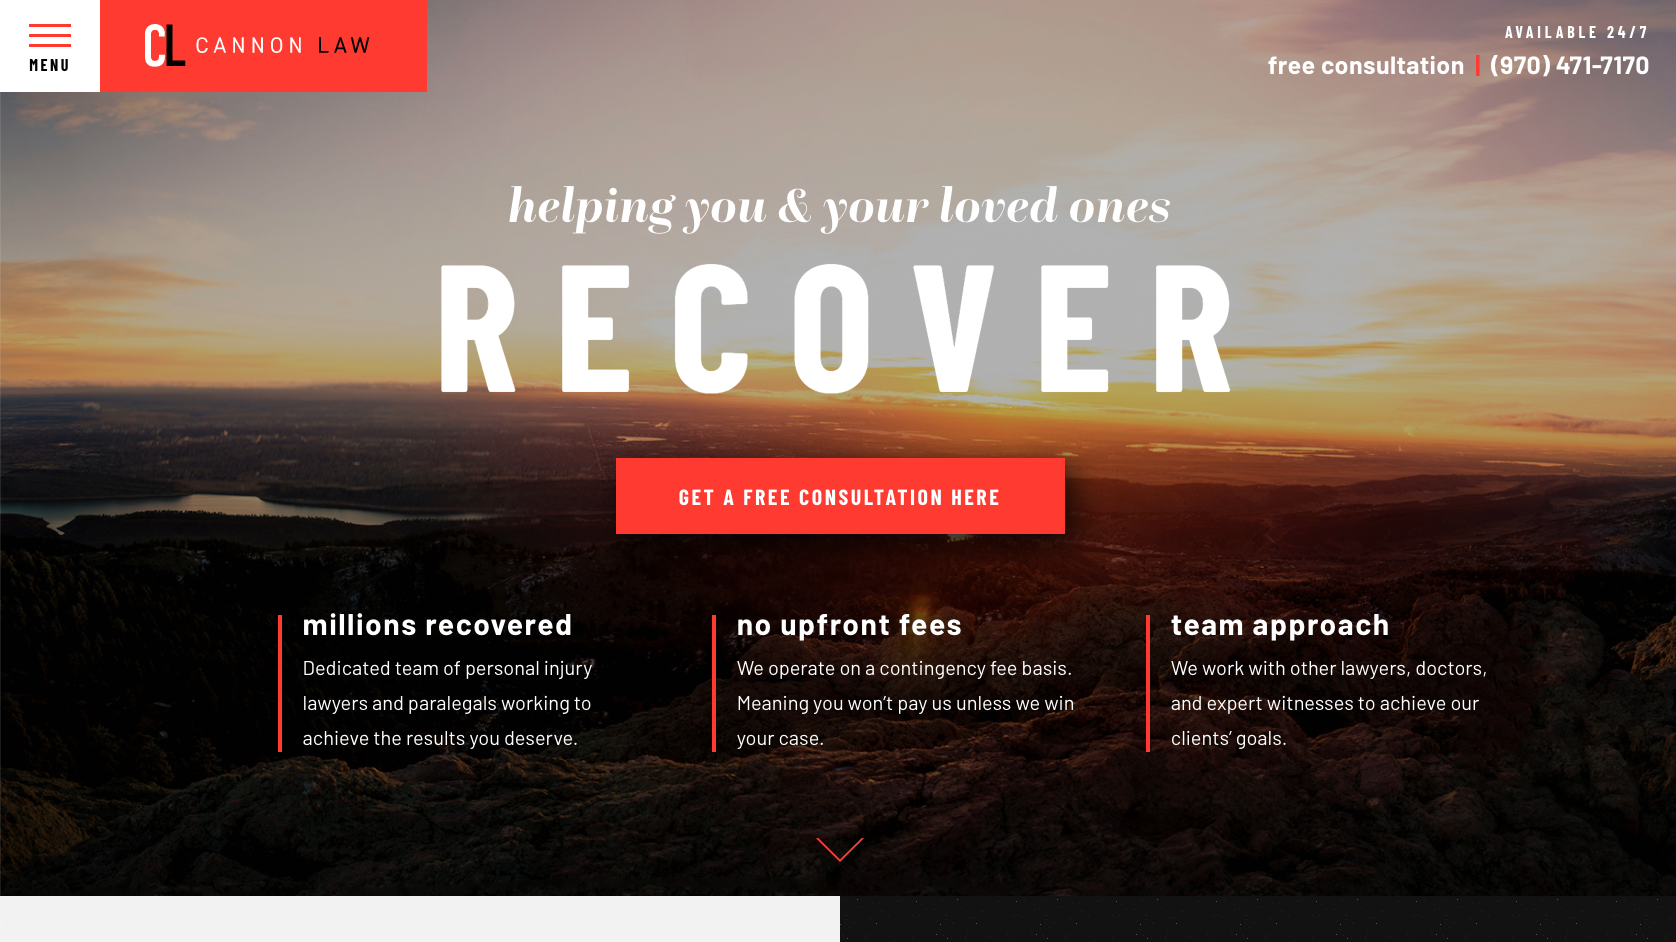 MENU
CL CANNON LAW
AVAILABLE 24/7
free consultation | (970) 471-7170
helping you & your loved ones
RECOVER
GET A FREE CONSULTATION HERE
millions recovered
Dedicated team of personal injury
lawyers and paralegals working to
achieve the results you deserve.
no upfront fees
We operate on a contingency fee basis.
Meaning you won’t pay us unless we win
your case.
team approach
We work with other lawyers, doctors,
and expert witnesses to achieve our
clients’ goals.